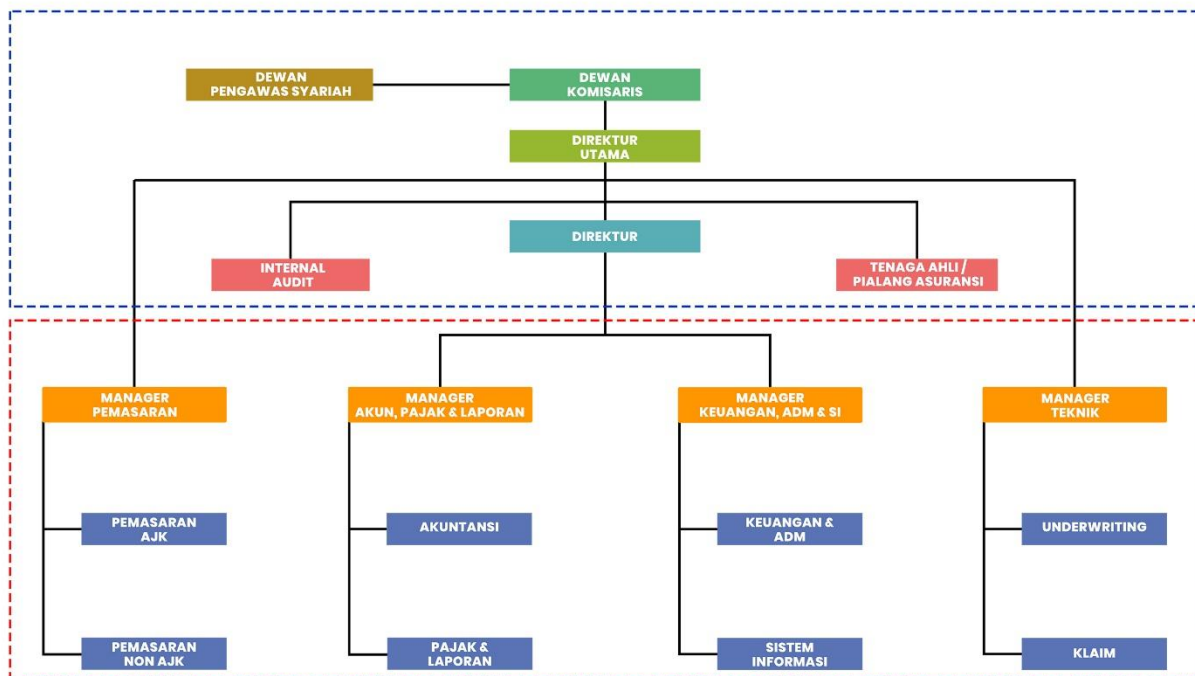 DEWAN
PENGAWAS SYARIAH
DEWAN
KOMISARIS
DIREKTUR
UTAMA
DIREKTUR
INTERNAL
AUDIT
TENAGA AHLI /
PIALANG ASURANSI
MANAGER
PEMASARAN
MANAGER
AKUN, PAJAK & LAPORAN
MANAGER
KEUANGAN, ADM & SI
MANAGER
TEKNIK
PEMASARAN
AJK
AKUNTANSI
KEUANGAN &
ADM
UNDERWRITING
PEMASARAN
NON AJK
PAJAK &
LAPORAN
SISTEM
INFORMASI
KLAIM